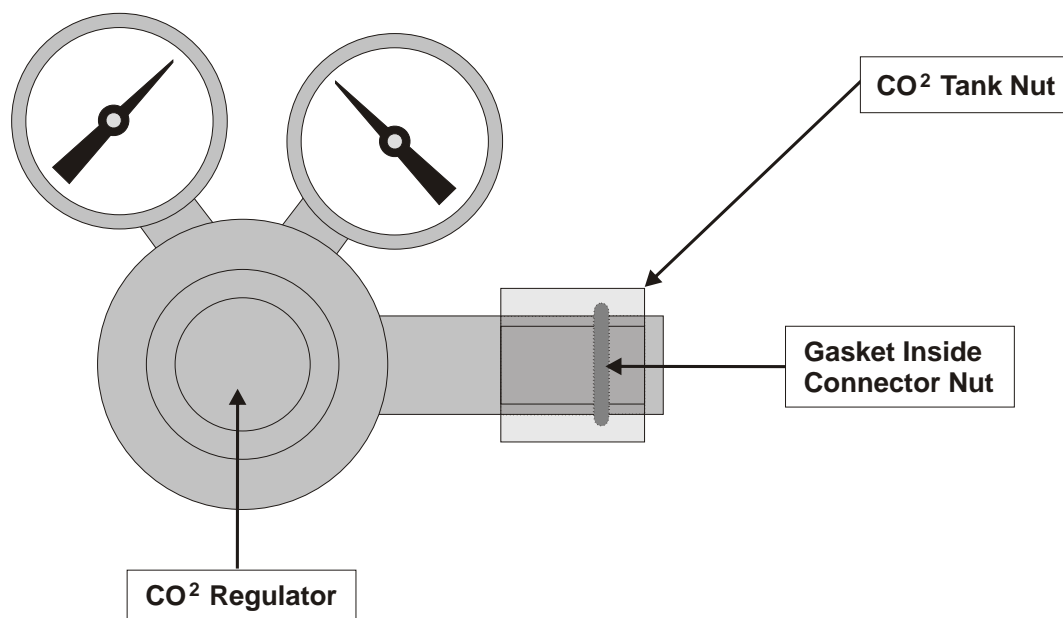 CO² Tank Nut
Gasket Inside
Connector Nut
CO² Regulator